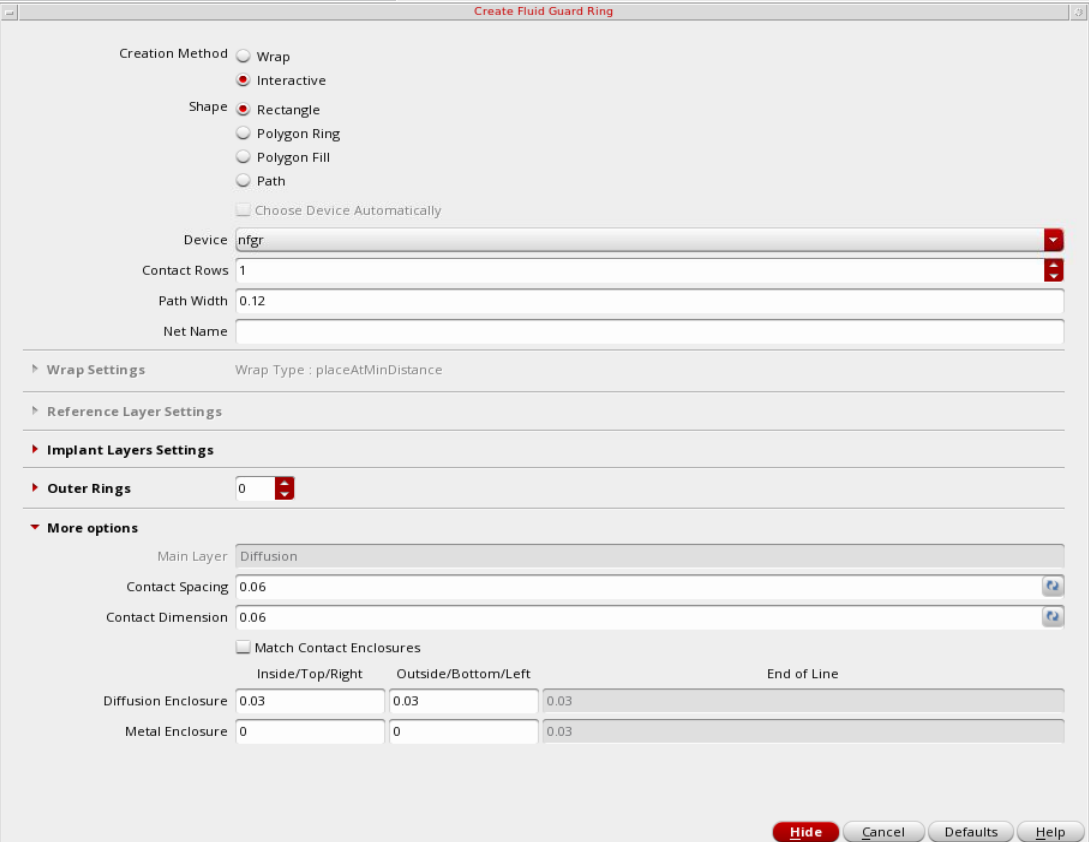 Create Fluid Guard Ring
Creation Method Wrap
Interactive
Shape Rectangle
Polygon Ring
Polygon Fill
Path
Choose Device Automatically
Device nfgr
Contact Rows 1
Path Width 0.12
Net Name
Wrap Settings Wrap Type : placeAtMinDistance
Reference Layer Settings
Implant Layers Settings
Outer Rings 0
More options
Main Layer Diffusion
Contact Spacing 0.06
Contact Dimension 0.06
Match Contact Enclosures
Inside/Top/Right Outside/Bottom/Left End of Line
Diffusion Enclosure 0.03 0.03 0.03
Metal Enclosure 0 0 0.03
Hide Cancel Defaults Help